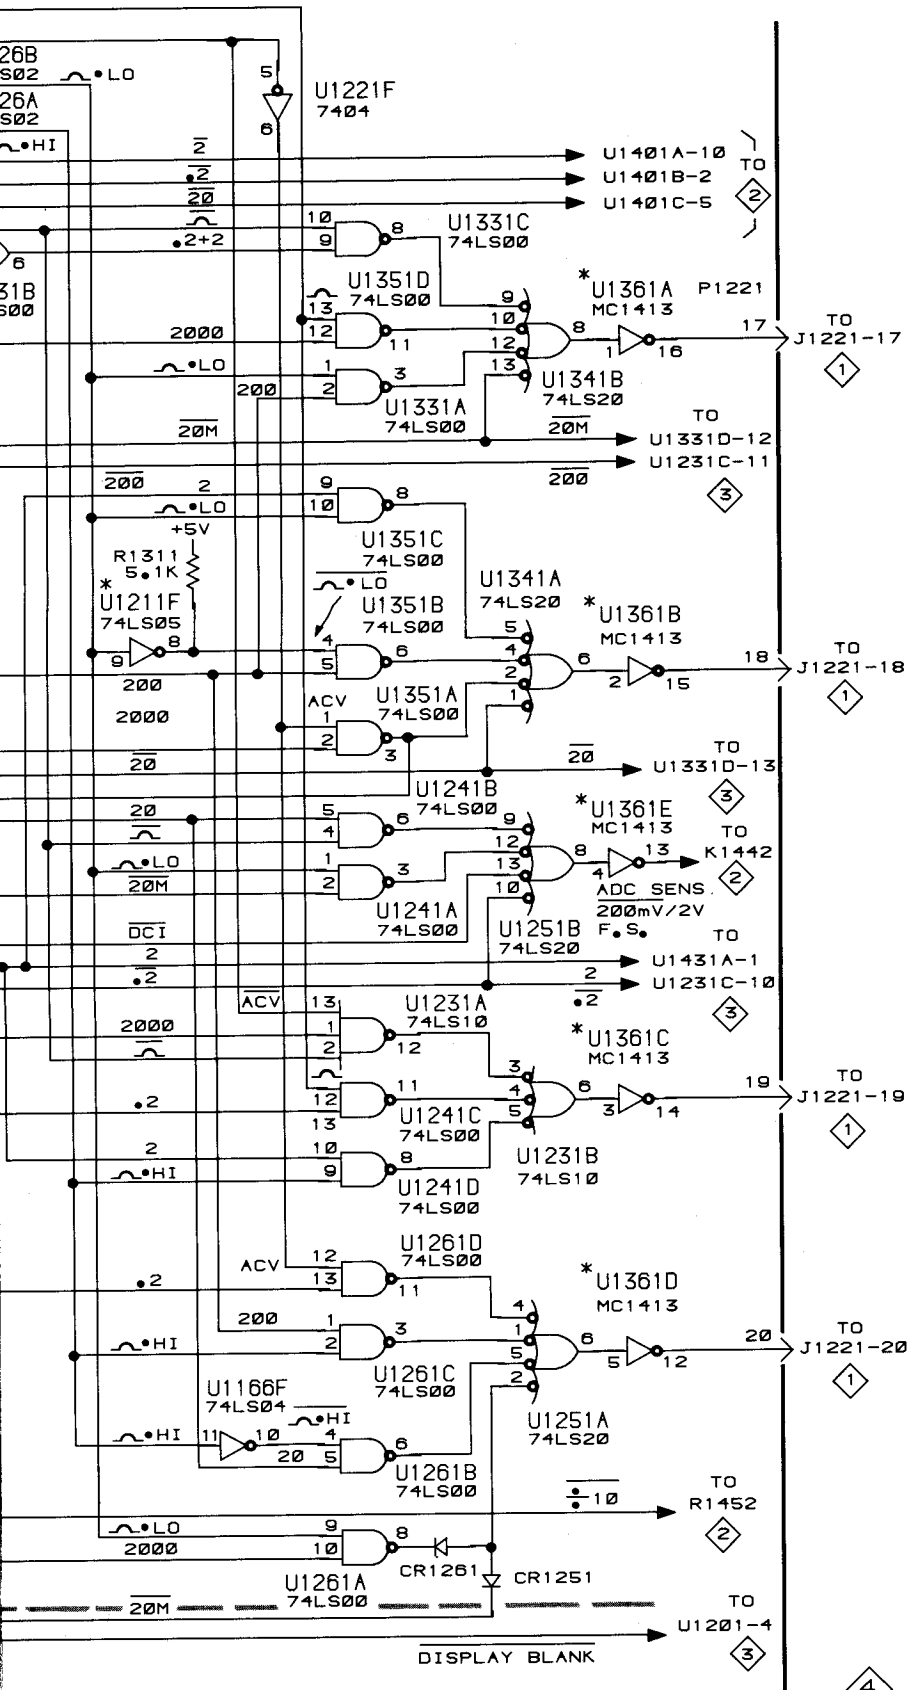 26B
S02
•LO
5
U1221F
7404
26A
S02
•HI
6
2
U1401A-10
TO
•2
U1401B-2
2
20
U1401C-5
10
8
U1331C
74LS00
•2+2
9
6
31B
S00
U1351D
74LS00
*
U1361A
MC1413
P1221
13
9
TO
2000
12
11
10
8
17
J1221-17
1
16
1
•LO
1
3
12
200
2
13
U1341B
74LS20
U1331A
74LS00
20M
20M
TO
U1331D-12
U1231C-11
200
200
3
2
9
8
•LO
10
+5V
U1351C
74LS00
R1311
5.1K
*
U1211F
74LS05
•LO
U1351B
74LS00
U1341A
74LS20
*
U1361B
MC1413
5
TO
8
4
6
4
6
18
J1221-18
9
5
2
2
15
1
200
U1351A
74LS00
1
2000
ACV
1
2
3
20
20
TO
U1331D-13
3
U1241B
74LS00
*
U1361E
MC1413
20
5
6
9
TO
K1442
2
4
12
8
13
•LO
1
3
13
4
20M
2
10
ADC SENS.
200mV/2V
F.S.
U1241A
74LS00
U1251B
74LS20
DCI
TO
2
U1431A-1
•2
2
U1231C-10
•2
3
ACV
13
U1231A
74LS10
*
U1361C
MC1413
2000
1
12
2
3
6
19
TO
J1221-19
1
12
11
4
3
14
•2
13
5
U1241C
74LS00
2
10
8
U1231B
74LS10
•HI
9
U1241D
74LS00
U1261D
74LS00
ACV
12
*
U1361D
MC1413
•2
13
11
4
200
1
3
1
6
20
TO
J1221-20
1
•HI
2
5
5
12
2
U1261C
74LS00
U1166F
74LS04
•HI
U1251A
74LS20
•HI
11
10
4
6
20
5
U1261B
74LS00
÷10
TO
R1452
2
•LO
9
8
2000
10
CR1261
CR1251
U1261A
74LS00
20M
TO
U1201-4
3
DISPLAY BLANK
4